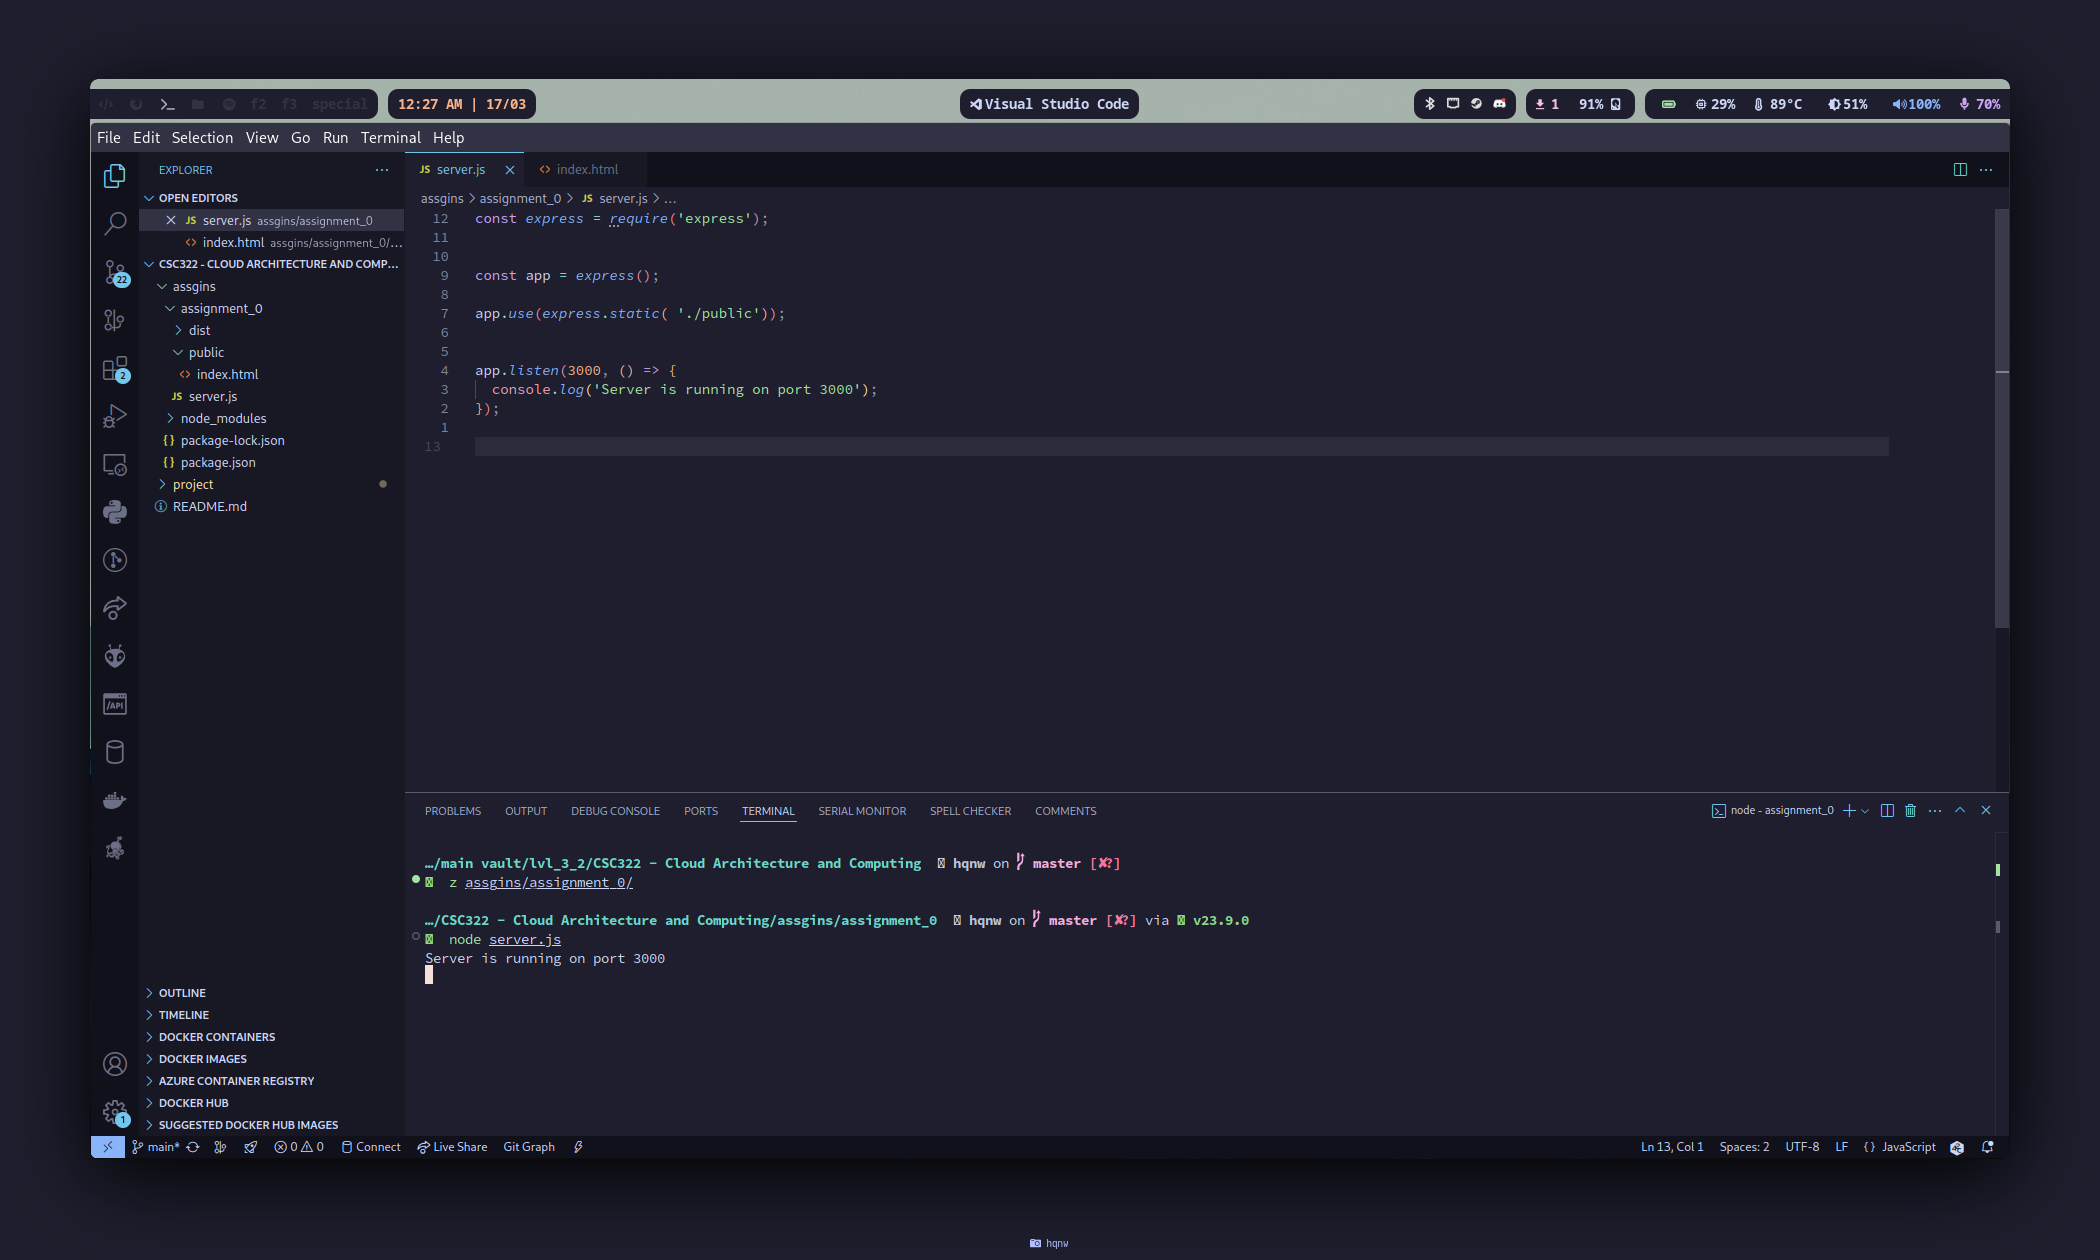 f2 f3 special 12:27 AM | 17/03 Visual Studio Code 1 91% 29% 89°C 51% 100% 70%
File Edit Selection View Go Run Terminal Help
EXPLORER ...
OPEN EDITORS
JS server.js assgins/assignment_0
<> index.html assgins/assignment_0/...
CSC322 - CLOUD ARCHITECTURE AND COMP...
assgins
assignment_0
dist
public
<> index.html
JS server.js
node_modules
{} package-lock.json
{} package.json
project
README.md
OUTLINE
TIMELINE
DOCKER CONTAINERS
DOCKER IMAGES
AZURE CONTAINER REGISTRY
DOCKER HUB
SUGGESTED DOCKER HUB IMAGES
22
2
/API
1
JS server.js <> index.html
assgins > assignment_0 > JS server.js > ...
12 const express = require('express');
11
10
9 const app = express();
8
7 app.use(express.static( './public'));
6
5
4 app.listen(3000, () => {
3 console.log('Server is running on port 3000');
2 });
1
13
PROBLEMS OUTPUT DEBUG CONSOLE PORTS TERMINAL SERIAL MONITOR SPELL CHECKER COMMENTS node - assignment_0
…/main vault/lvl_3_2/CSC322 - Cloud Architecture and Computing hqnw on master [✘?]
z assgins/assignment_0/
…/CSC322 - Cloud Architecture and Computing/assgins/assignment_0 hqnw on master [✘?] via v23.9.0
node server.js
Server is running on port 3000
main* 0 0 Connect Live Share Git Graph Ln 13, Col 1 Spaces: 2 UTF-8 LF {} JavaScript
hqnw